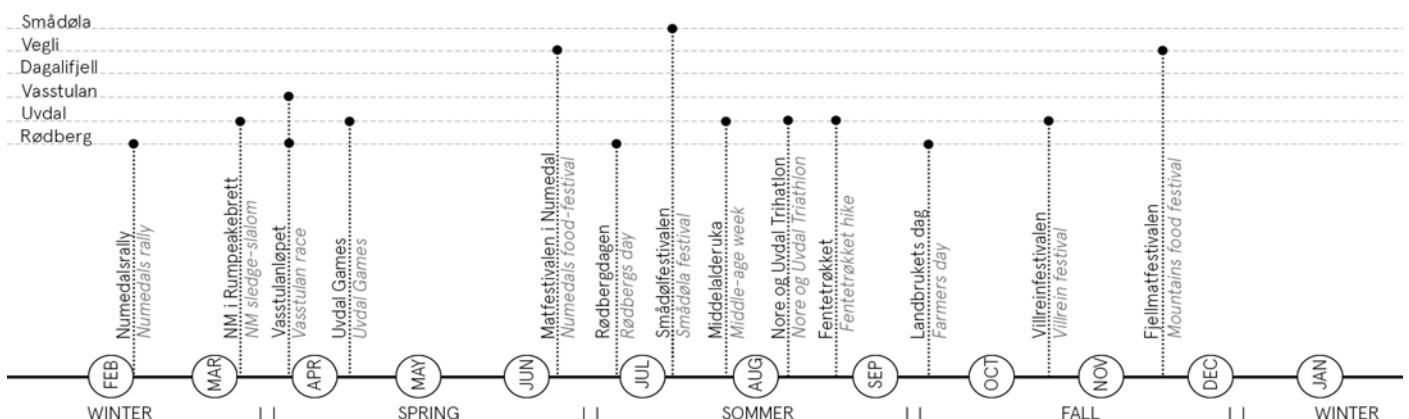 Smådøla
Vegli
Dagalifjell
Vasstulan
Uvdal
Rødberg
Numedalsrally
Numedals rally
NM i Rumpeakebrett
NM sledge-slalom
Vasstulanløpet
Vasstulan race
Uvdal Games
Uvdal Games
Matfestivalen i Numedal
Numedals food-festival
Rødbergdagen
Rødbergs day
Smådølfestivalen
Smådøla festival
Middelalderuka
Middle-age week
Nore og Uvdal Trihatlon
Nore og Uvdal Triathlon
Fentetrøkket
Fentetrøkket hike
Landbrukets dag
Farmers day
Villreinfestivalen
Villrein festival
Fjellmatfestivalen
Mountains food festival
FEB
MAR
APR
MAY
JUN
JUL
AUG
SEP
OCT
NOV
DEC
JAN
WINTER
SPRING
SOMMER
FALL
WINTER